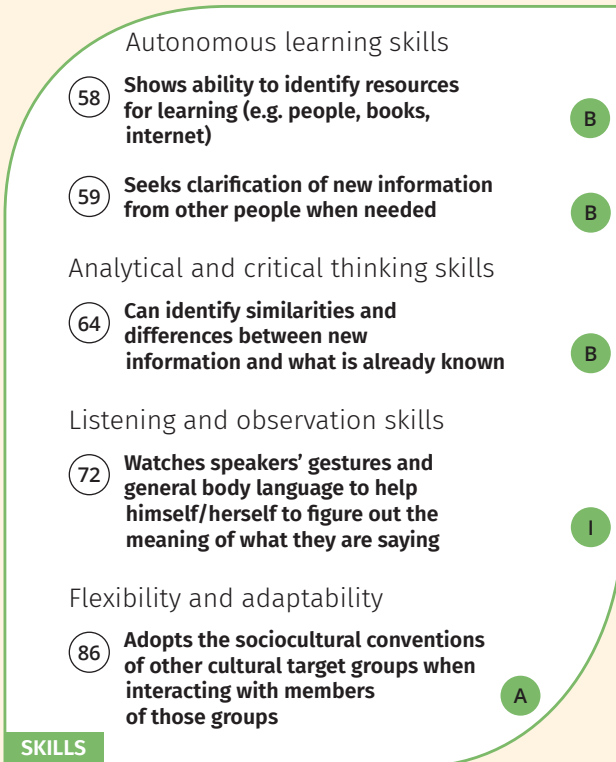 Autonomous learning skills
58 Shows ability to identify resources
for learning (e.g. people, books,
internet) B
59 Seeks clarification of new information
from other people when needed B
Analytical and critical thinking skills
64 Can identify similarities and
differences between new
information and what is already known B
Listening and observation skills
72 Watches speakers’ gestures and
general body language to help
himself/herself to figure out the
meaning of what they are saying I
Flexibility and adaptability
86 Adopts the sociocultural conventions
of other cultural target groups when
interacting with members
of those groups A
SKILLS